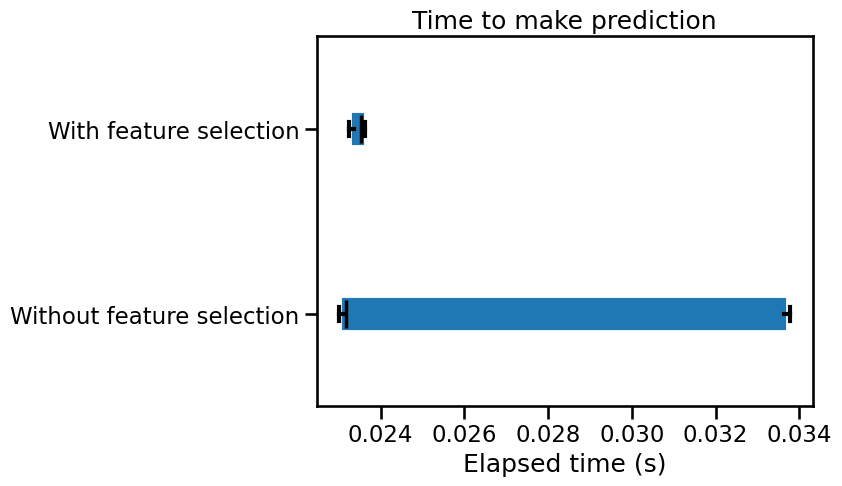 Time to make prediction
With feature selection
Without feature selection
0.024 0.026 0.028 0.030 0.032 0.034
Elapsed time (s)